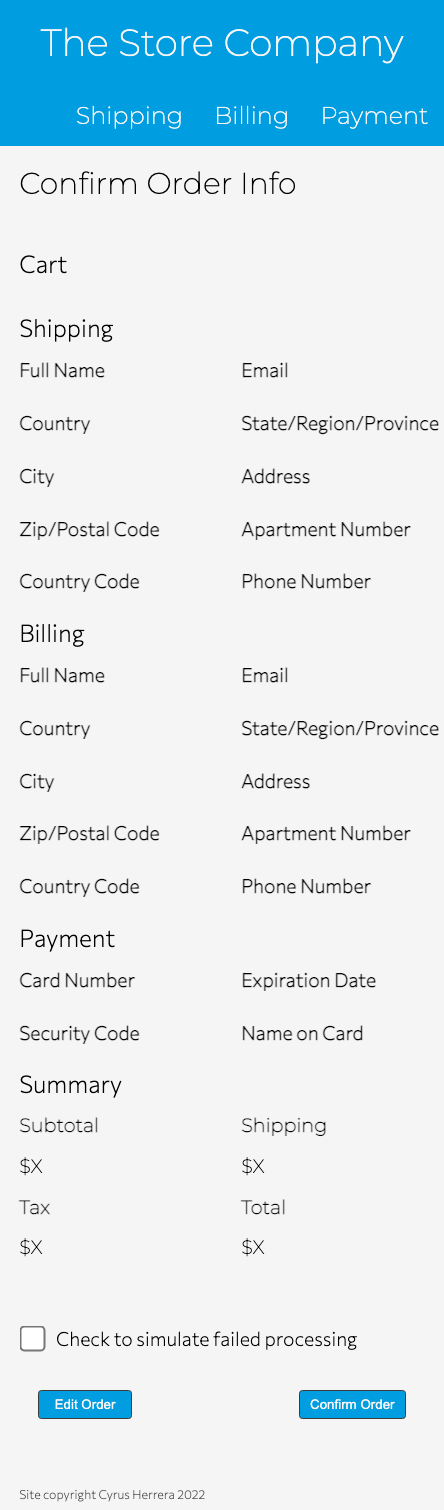 The Store Company
Shipping Billing Payment
Confirm Order Info
Cart
Shipping
Full Name Email
Country State/Region/Province
City Address
Zip/Postal Code Apartment Number
Country Code Phone Number
Billing
Full Name Email
Country State/Region/Province
City Address
Zip/Postal Code Apartment Number
Country Code Phone Number
Payment
Card Number Expiration Date
Security Code Name on Card
Summary
Subtotal Shipping
$X $X
Tax Total
$X $X
Check to simulate failed processing
Edit Order Confirm Order
Site copyright Cyrus Herrera 2022